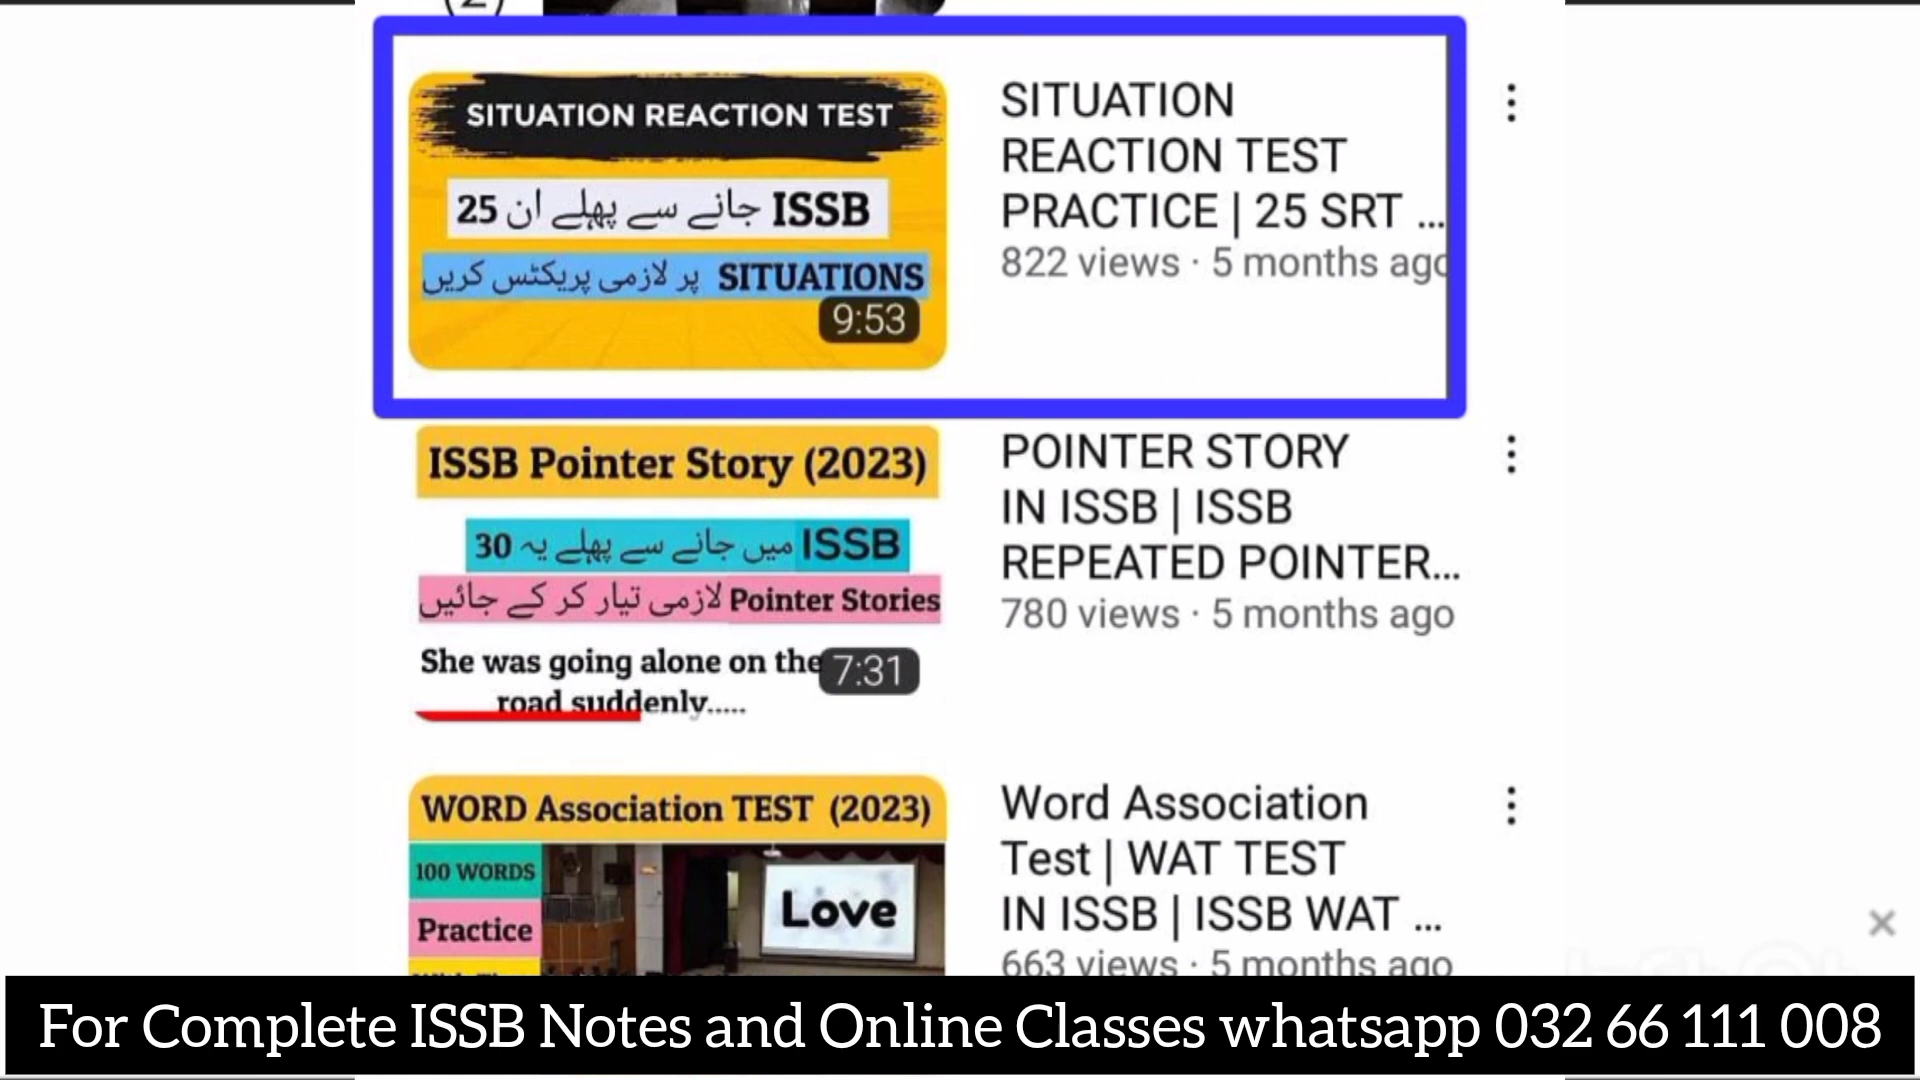 SITUATION REACTION TEST
ISSB جانے سے پہلے ان 25
SITUATIONS پر لازمی پریکٹس کریں
9:53
SITUATION
REACTION TEST
PRACTICE | 25 SRT ...
822 views · 5 months ago
ISSB Pointer Story (2023)
ISSB میں جانے سے پہلے یہ 30
Pointer Stories لازمی تیار کر کے جائیں
She was going alone on the
road suddenly.....
7:31
POINTER STORY
IN ISSB | ISSB
REPEATED POINTER...
780 views · 5 months ago
WORD Association TEST (2023)
100 WORDS
Practice
Love
Word Association
Test | WAT TEST
IN ISSB | ISSB WAT ...
663 views · 5 months ago
For Complete ISSB Notes and Online Classes whatsapp 032 66 111 008